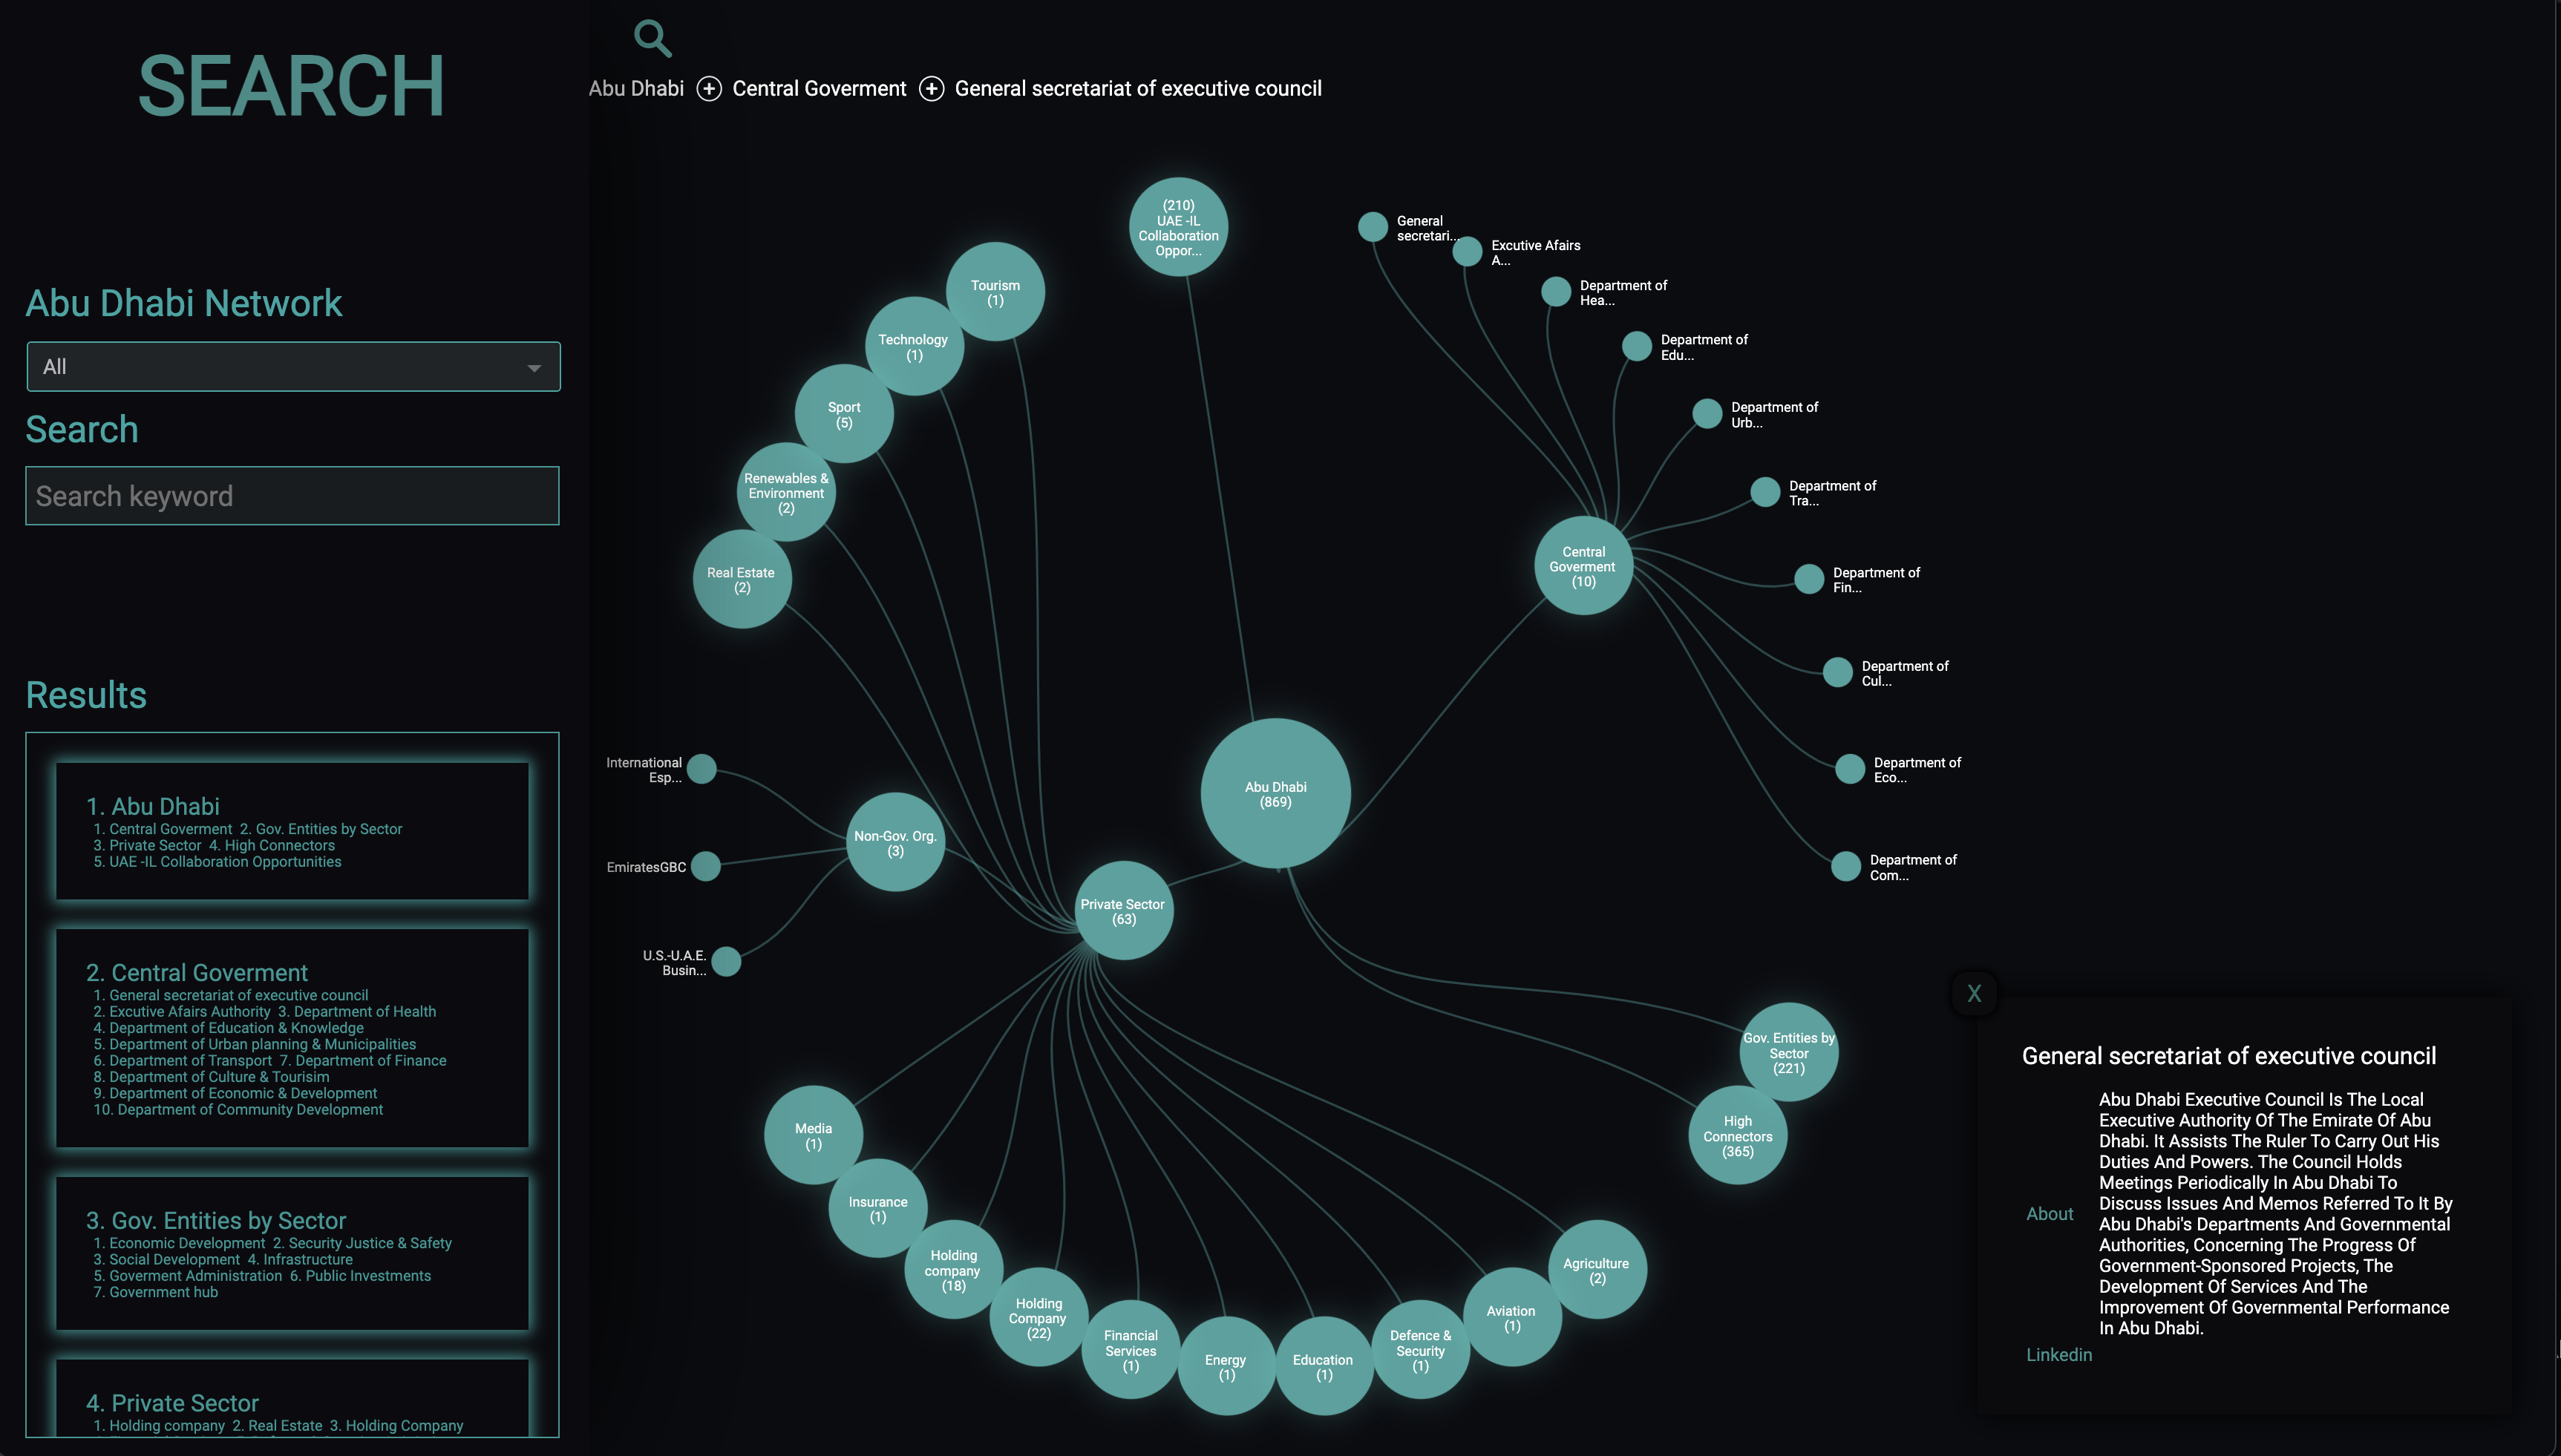 SEARCH
Abu Dhabi Network
All
Search
Search keyword
Results
1. Abu Dhabi
1. Central Goverment 2. Gov. Entities by Sector
3. Private Sector 4. High Connectors
5. UAE -IL Collaboration Opportunities
2. Central Goverment
1. General secretariat of executive council
2. Excutive Afairs Authority 3. Department of Health
4. Department of Education & Knowledge
5. Department of Urban planning & Municipalities
6. Department of Transport 7. Department of Finance
8. Department of Culture & Tourisim
9. Department of Economic & Development
10. Department of Community Development
3. Gov. Entities by Sector
1. Economic Development 2. Security Justice & Safety
3. Social Development 4. Infrastructure
5. Goverment Administration 6. Public Investments
7. Government hub
4. Private Sector
1. Holding company 2. Real Estate 3. Holding Company
Abu Dhabi + Central Goverment + General secretariat of executive council
(210)
UAE -IL
Collaboration
Oppor...
Tourism
(1)
Technology
(1)
Sport
(5)
Renewables &
Environment
(2)
Real Estate
(2)
General
secretari...
Excutive Afairs
A...
Department of
Hea...
Department of
Edu...
Department of
Urb...
Department of
Tra...
Department of
Fin...
Department of
Cul...
Department of
Eco...
Department of
Com...
Central
Goverment
(10)
Abu Dhabi
(869)
International
Esp...
EmiratesGBC
U.S.-U.A.E.
Busin...
Non-Gov. Org.
(3)
Private Sector
(63)
Gov. Entities by
Sector
(221)
High
Connectors
(365)
Media
(1)
Insurance
(1)
Holding
company
(18)
Holding
Company
(22)
Financial
Services
(1)
Energy
(1)
Education
(1)
Defence &
Security
(1)
Aviation
(1)
Agriculture
(2)
X
General secretariat of executive council
About
Abu Dhabi Executive Council Is The Local
Executive Authority Of The Emirate Of Abu
Dhabi. It Assists The Ruler To Carry Out His
Duties And Powers. The Council Holds
Meetings Periodically In Abu Dhabi To
Discuss Issues And Memos Referred To It By
Abu Dhabi's Departments And Governmental
Authorities, Concerning The Progress Of
Government-Sponsored Projects, The
Development Of Services And The
Improvement Of Governmental Performance
In Abu Dhabi.
Linkedin